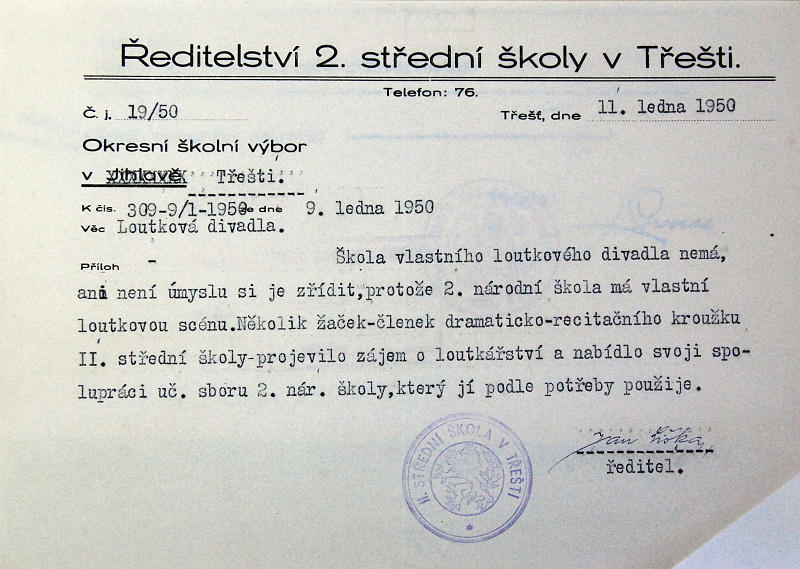 Ředitelství 2. střední školy v Třešti.
Telefon: 76.
Č. j. 19/50
Třešť, dne 11. ledna 1950
Okresní školní výbor
v Jihlavě Třešti.
K čís. 309-9/1-1950 ze dne 9. ledna 1950
Věc Loutková divadla.
Příloh -
Škola vlastního loutkového divadla nemá,
ani není úmyslu si je zřídit,protože 2. národní škola má vlastní
loutkovou scénu.Několik žaček-členek dramaticko-recitačního kroužku
II. střední školy-projevilo zájem o loutkářství a nabídlo svoji spo-
lupráci uč. sboru 2. nár. školy,který jí podle potřeby použije.
II. STŘEDNÍ ŠKOLA V TŘEŠTI
Jan Liška
ředitel.